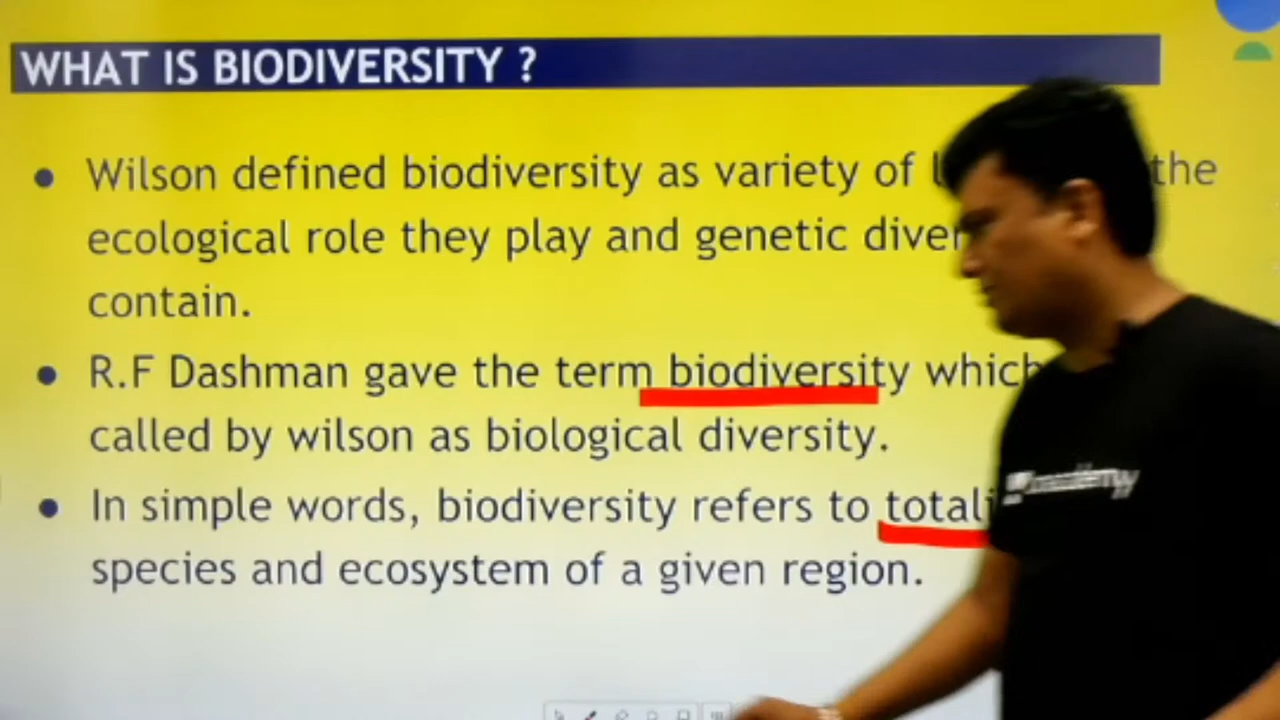 WHAT IS BIODIVERSITY ?
• Wilson defined biodiversity as variety of the
ecological role they play and genetic
contain.
• R.F Dashman gave the term biodiversity which
called by wilson as biological diversity.
• In simple words, biodiversity refers to
species and ecosystem of a given region.